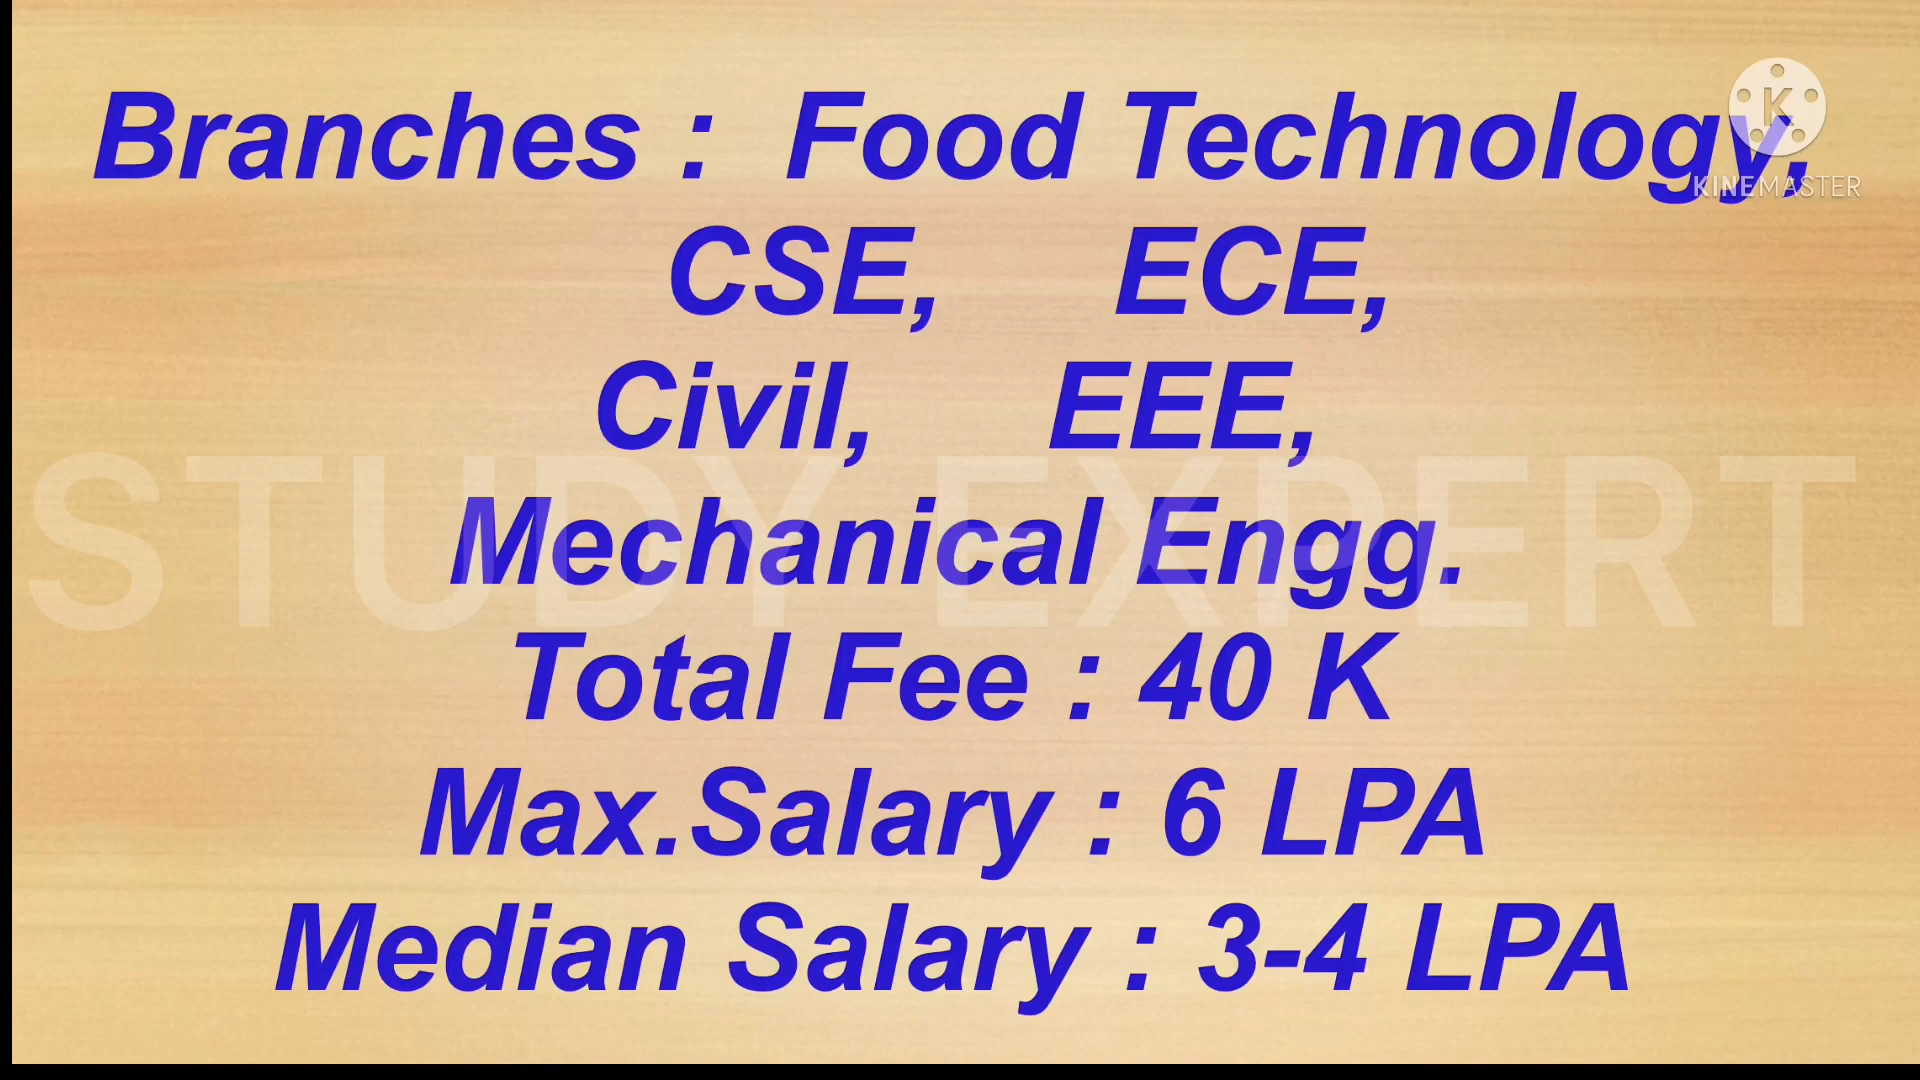 Branches : Food Technology,
K
KINEMASTER
CSE, ECE,
Civil, EEE,
STUDY EXPERT
Mechanical Engg.
Total Fee : 40 K
Max.Salary : 6 LPA
Median Salary : 3-4 LPA